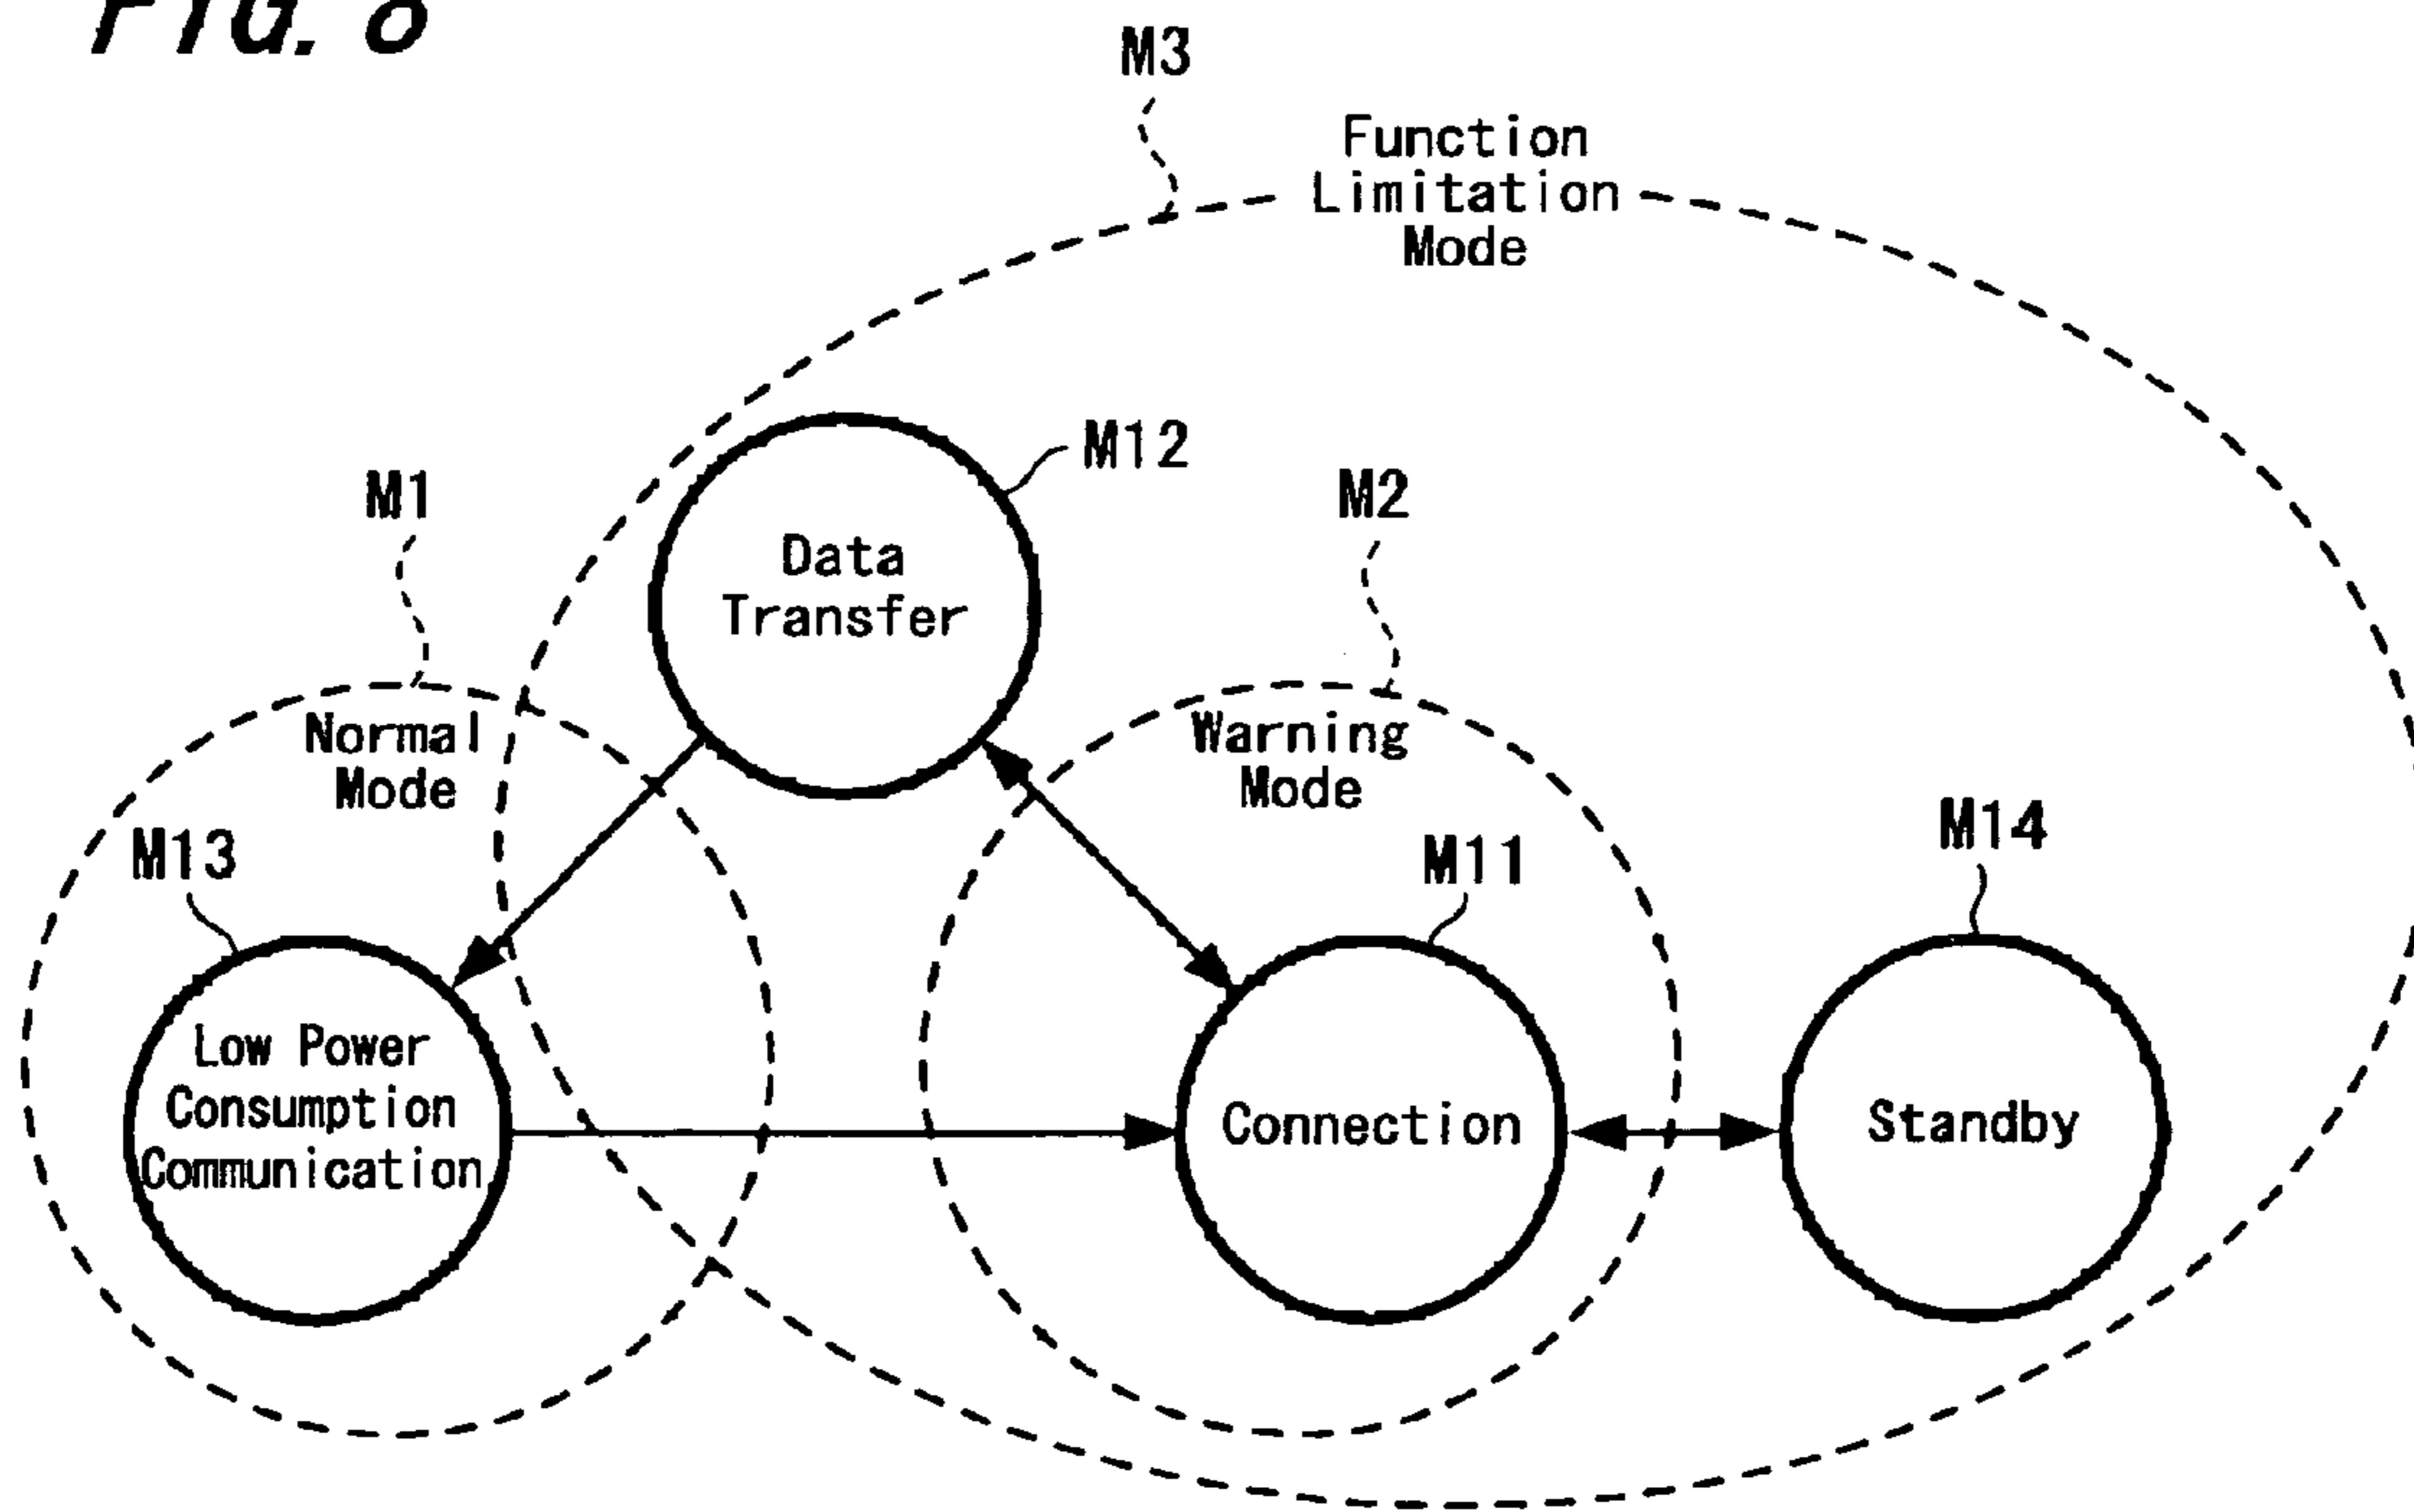 FIG. 8
M3
Function
Limitation
Mode
M12
Data
Transfer
M1
M2
Normal
Mode
Warning
Mode
M13
M11
M14
Low Power
Consumption
Communication
Connection
Standby